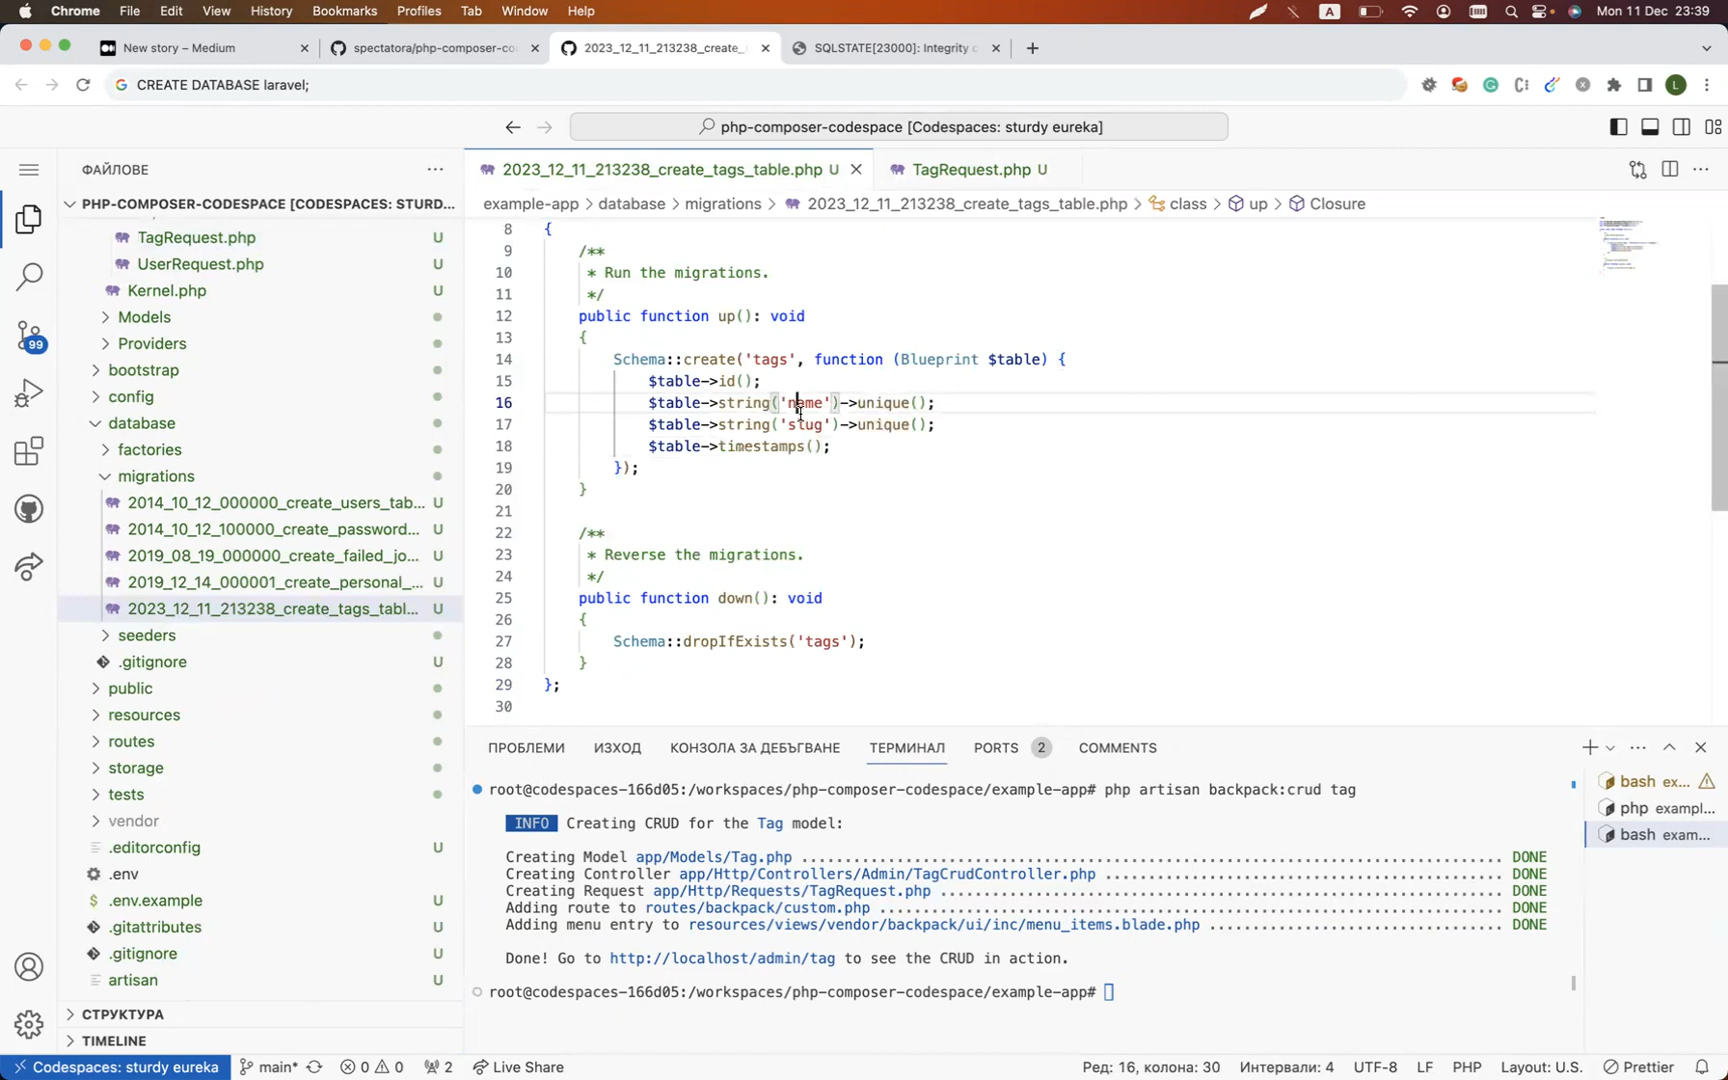 Chrome File Edit View History Bookmarks Profiles Tab Window Help A Mon 11 Dec 23:39
New story – Medium spectatora/php-composer-co 2023_12_11_213238_create_ SQLSTATE[23000]: Integrity c
CREATE DATABASE laravel; L
php-composer-codespace [Codespaces: sturdy eureka]
ФАЙЛОВЕ ... 2023_12_11_213238_create_tags_table.php U TagRequest.php U
PHP-COMPOSER-CODESPACE [CODESPACES: STURD... example-app > database > migrations > 2023_12_11_213238_create_tags_table.php > class > up > Closure
TagRequest.php U
UserRequest.php U
Kernel.php U
Models
Providers
bootstrap
config
database
factories
migrations
2014_10_12_000000_create_users_tab... U
2014_10_12_100000_create_password... U
2019_08_19_000000_create_failed_jo... U
2019_12_14_000001_create_personal_... U
2023_12_11_213238_create_tags_tabl... U
seeders
.gitignore U
public
resources
routes
storage
tests
vendor
.editorconfig U
.env U
.env.example U
.gitattributes U
.gitignore U
artisan U
СТРУКТУРА
TIMELINE
99
8 {
9 /**
10 * Run the migrations.
11 */
12 public function up(): void
13 {
14 Schema::create('tags', function (Blueprint $table) {
15 $table->id();
16 $table->string('name')->unique();
17 $table->string('slug')->unique();
18 $table->timestamps();
19 });
20 }
21
22 /**
23 * Reverse the migrations.
24 */
25 public function down(): void
26 {
27 Schema::dropIfExists('tags');
28 }
29 };
30
ПРОБЛЕМИ ИЗХОД КОНЗОЛА ЗА ДЕБЪГВАНЕ ТЕРМИНАЛ PORTS 2 COMMENTS
root@codespaces-166d05:/workspaces/php-composer-codespace/example-app# php artisan backpack:crud tag
INFO Creating CRUD for the Tag model:
Creating Model app/Models/Tag.php ........ DONE
Creating Controller app/Http/Controllers/Admin/TagCrudController.php ........ DONE
Creating Request app/Http/Requests/TagRequest.php ........ DONE
Adding route to routes/backpack/custom.php ........ DONE
Adding menu entry to resources/views/vendor/backpack/ui/inc/menu_items.blade.php ........ DONE
Done! Go to http://localhost/admin/tag to see the CRUD in action.
root@codespaces-166d05:/workspaces/php-composer-codespace/example-app#
bash ex...
php exampl...
bash exam...
Codespaces: sturdy eureka main* 0 0 2 Live Share Ред: 16, колона: 30 Интервали: 4 UTF-8 LF PHP Layout: U.S. Prettier